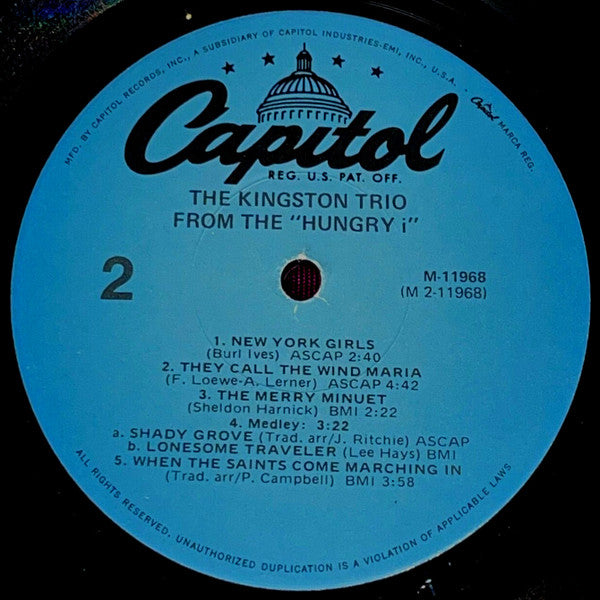 MFD. BY CAPITOL RECORDS, INC., A SUBSIDIARY OF CAPITOL INDUSTRIES-EMI, INC., U.S.A. · Capitol MARCA REG.
Capitol
REG. U.S. PAT. OFF.
THE KINGSTON TRIO
FROM THE "HUNGRY i"
2
M-11968
(M 2-11968)
1. NEW YORK GIRLS
(Burl Ives) ASCAP 2:40
2. THEY CALL THE WIND MARIA
(F. Loewe-A. Lerner) ASCAP 4:42
3. THE MERRY MINUET
(Sheldon Harnick) BMI 2:22
4. Medley: 3:22
a. SHADY GROVE (Trad. arr/J. Ritchie) ASCAP
b. LONESOME TRAVELER (Lee Hays) BMI
5. WHEN THE SAINTS COME MARCHING IN
(Trad. arr/P. Campbell) BMI 3:58
ALL RIGHTS RESERVED. UNAUTHORIZED DUPLICATION IS A VIOLATION OF APPLICABLE LAWS.